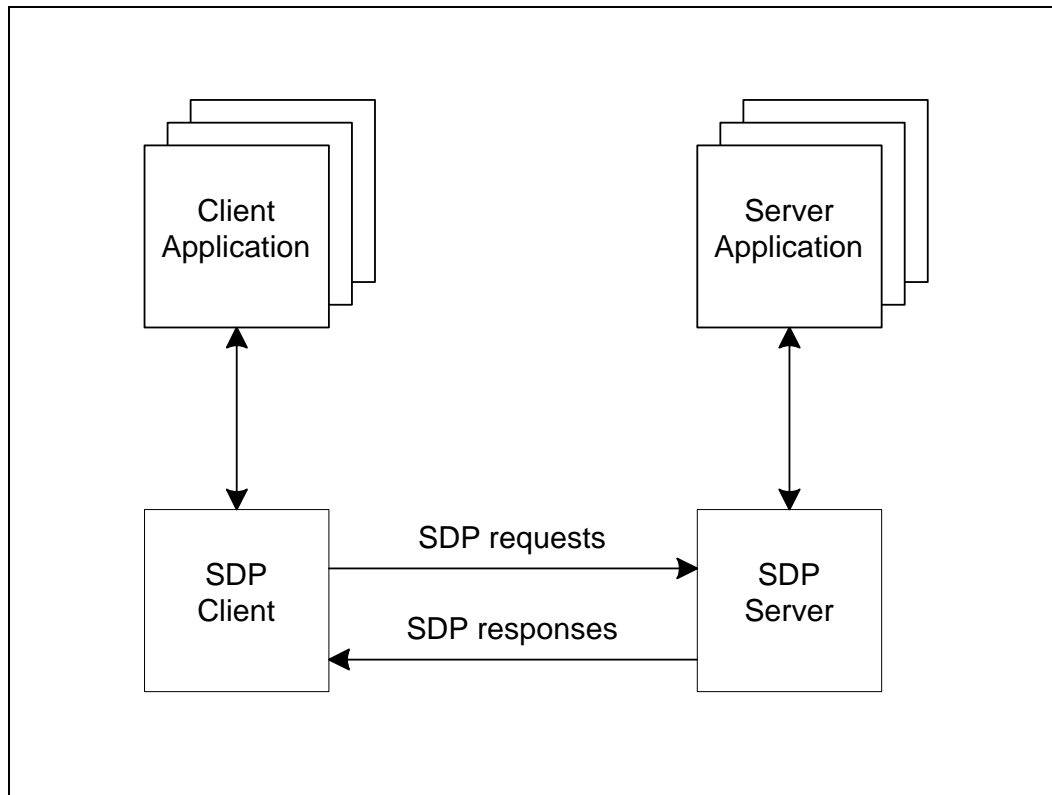 Client
Application
Server
Application
SDP requests
SDP
Client
SDP
Server
SDP responses